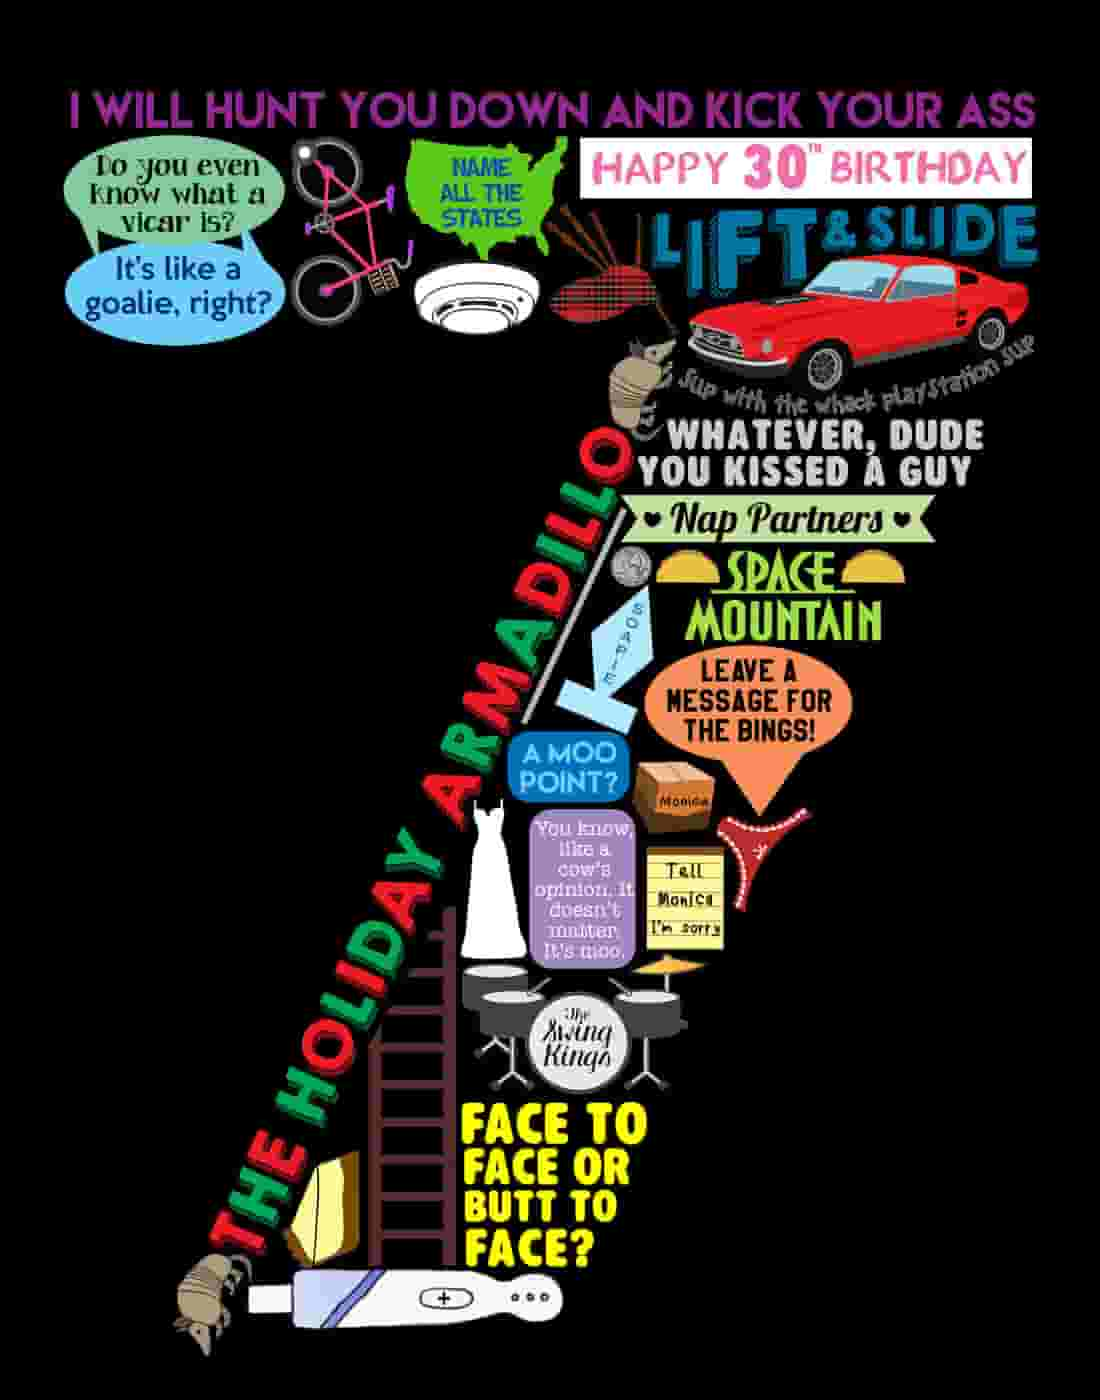 I WILL HUNT YOU DOWN AND KICK YOUR ASS
Do you even
know what a
vicar is?
It's like a
goalie, right?
NAME
ALL THE
STATES
HAPPY 30TH BIRTHDAY
LIFT & SLIDE
Sup with the whack playstation sup
WHATEVER, DUDE
YOU KISSED A GUY
Nap Partners
SPACE
MOUNTAIN
SOAPIE
LEAVE A
MESSAGE FOR
THE BINGS!
THE HOLIDAY ARMADILLO
A MOO
POINT?
Monica
You know,
like a
cow's
opinion, it
doesn't
matter.
It's moo.
Tell
Monica
I'm sorry
The
Swing
Kings
FACE TO
FACE OR
BUTT TO
FACE?